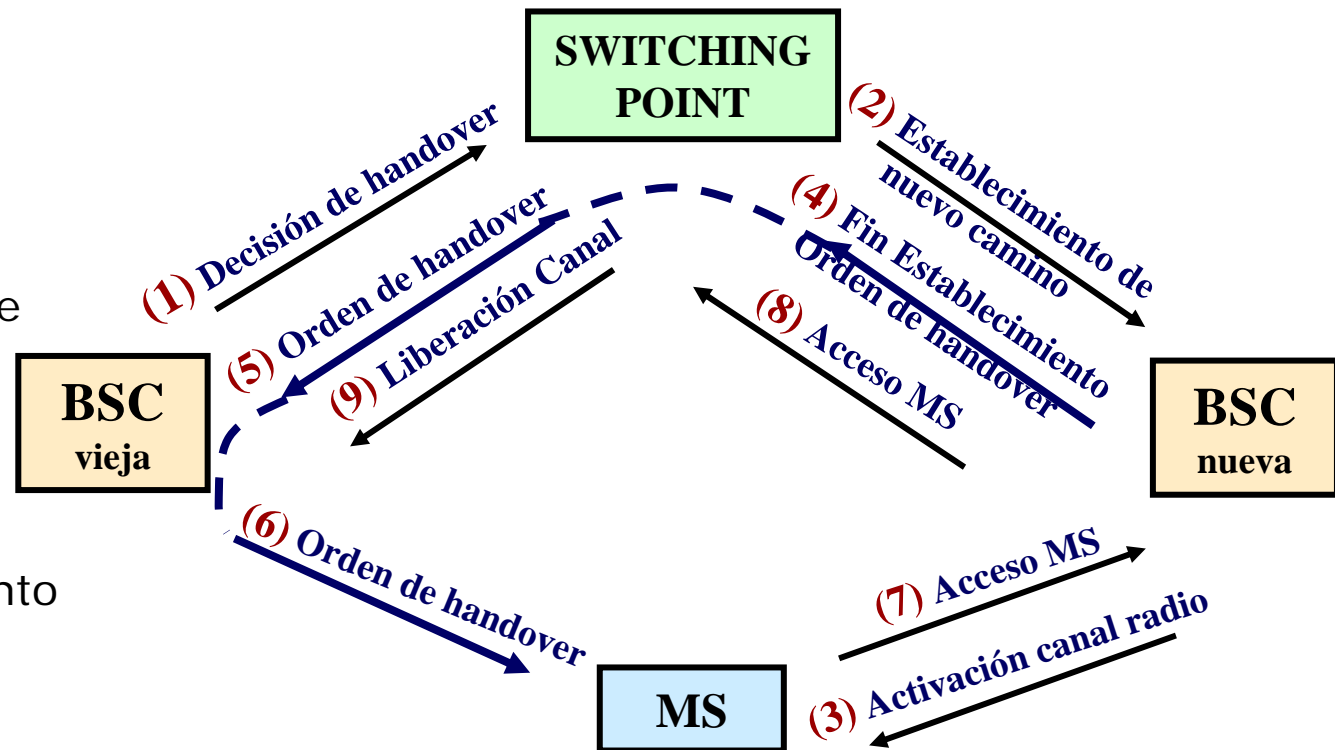 SWITCHING
POINT
(1) Decisión de handover
(2) Establecimiento de
nuevo camino
(4) Fin Establecimiento
Orden de handover
(5) Orden de handover
(9) Liberación Canal
(8) Acceso MS
e
BSC
vieja
BSC
nueva
(6) Orden de handover
(7) Acceso MS
nto
(3) Activación canal radio
MS